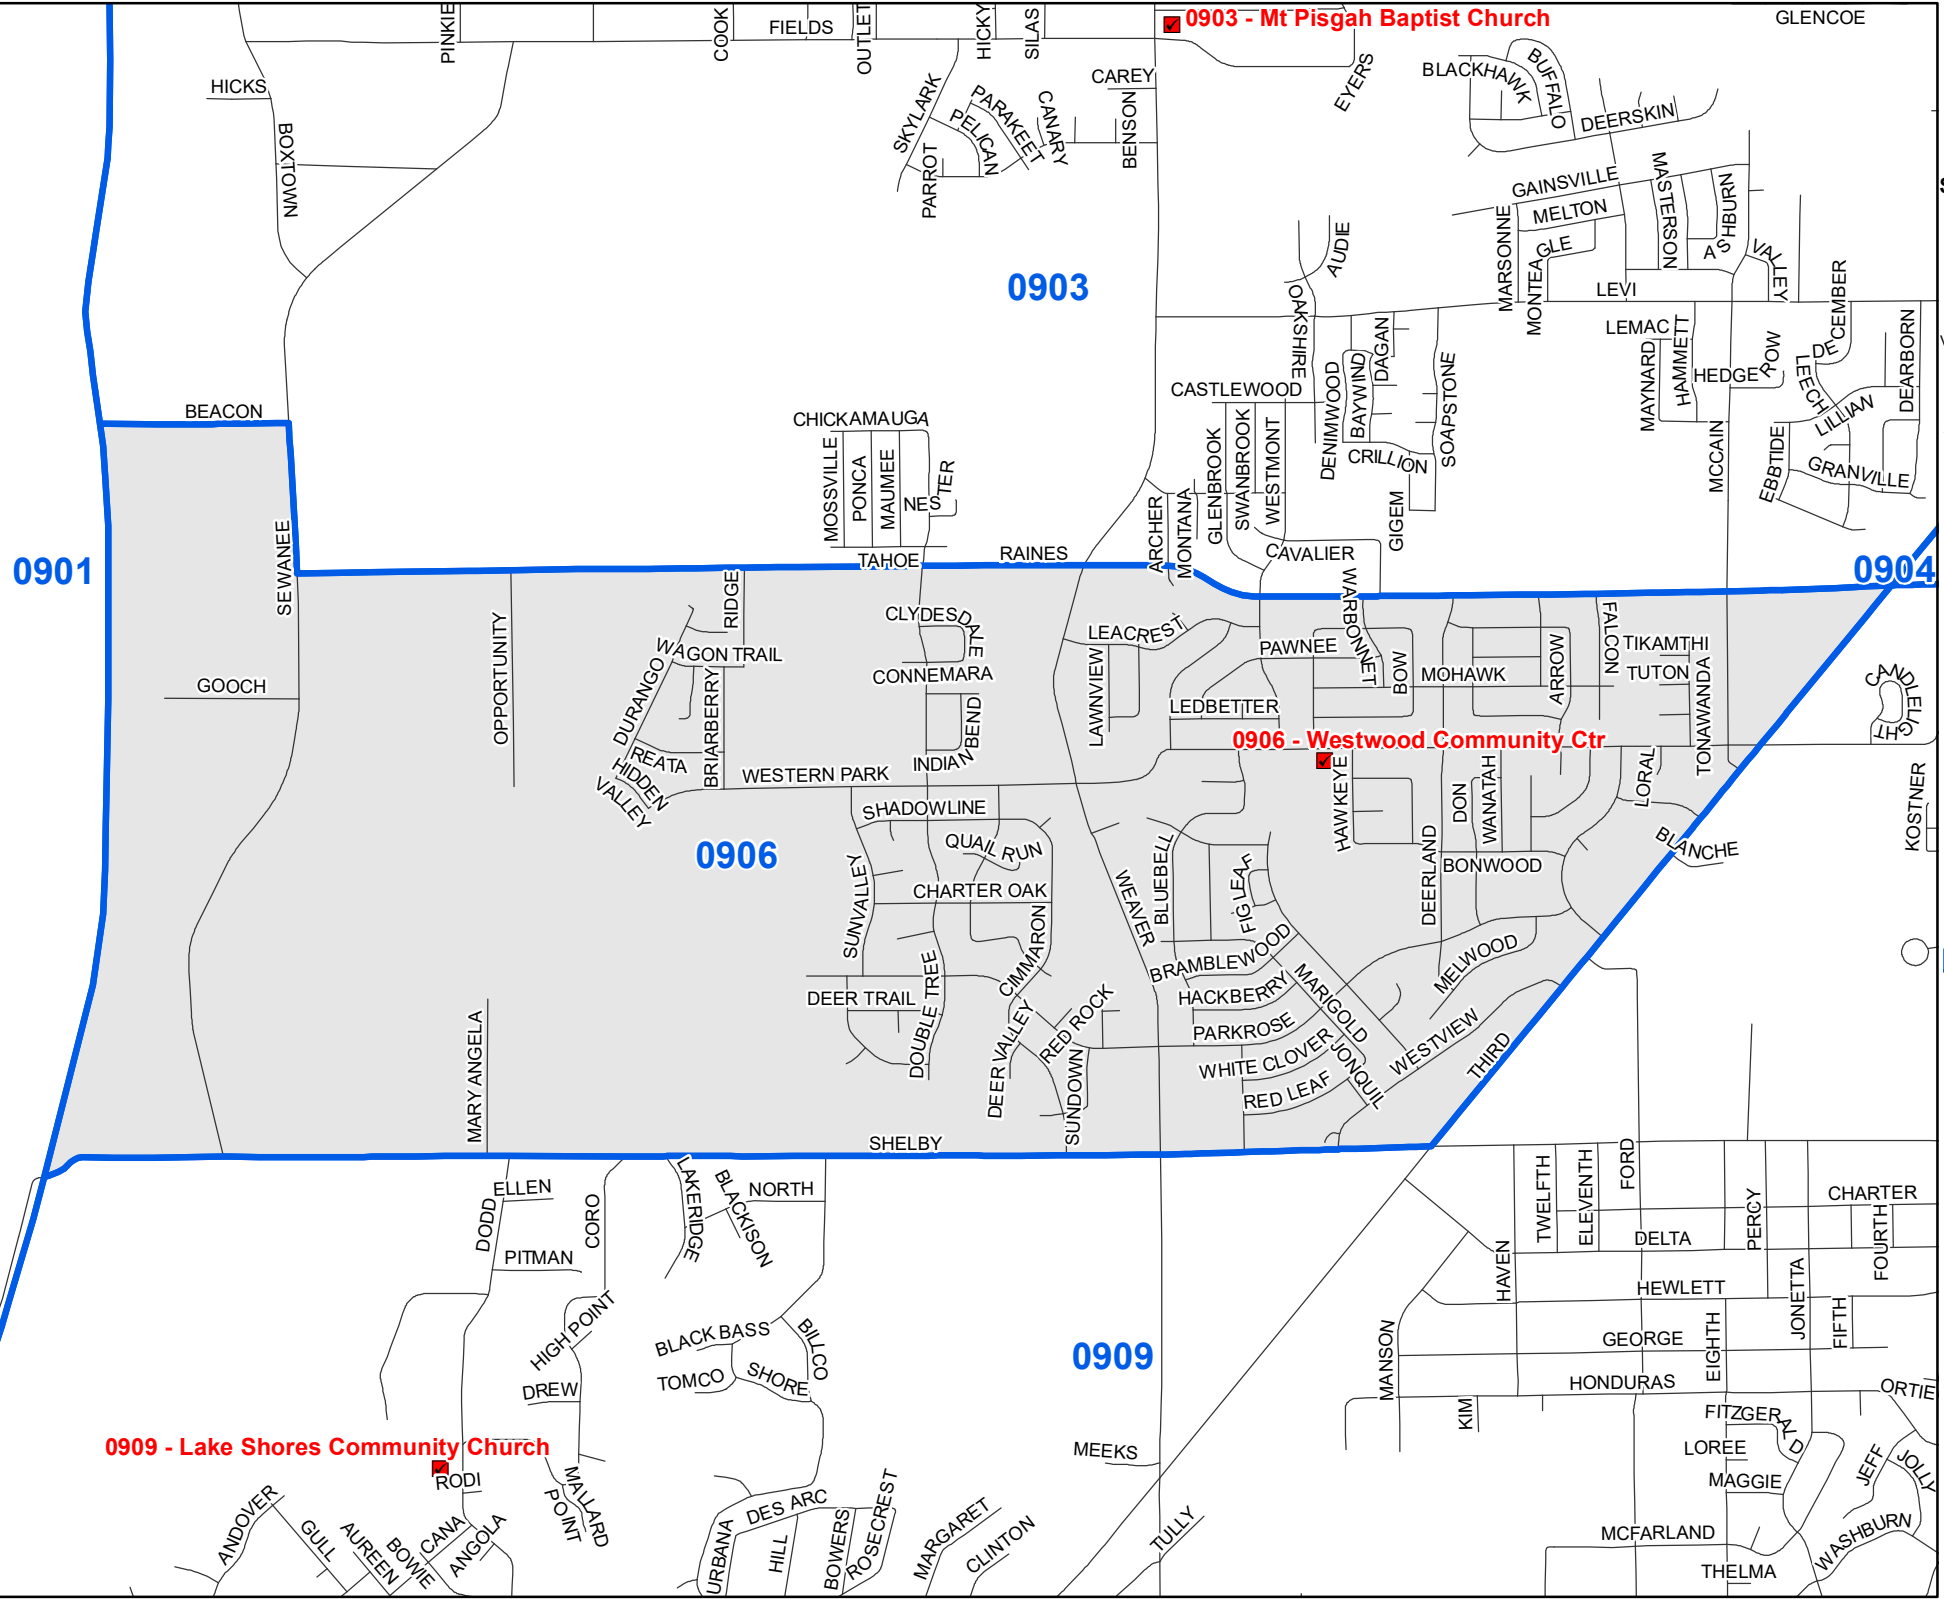 0903 - Mt Pisgah Baptist Church
GLENCOE
PINKIE
COOK
FIELDS
OUTLET
HICKY
SILAS
EYERS
BLACKHAWK
BUFFALO
DEERSKIN
HICKS
BOXTOWN
SKYLARK
PARAKEET
PELICAN
CANARY
PARROT
CAREY
BENSON
GAINSVILLE
MELTON
MASTERSON
ASHBURN
MARSONNE
MONTEAGLE
VALLEY
AUDIE
OAKSHIRE
0903
LEVI
DECEMBER
LEMAC
MAYNARD
HAMMETT
HEDGEROW
LEECH
LILLIAN
DEARBORN
DAGAN
BAYWIND
DENIMWOOD
SOAPSTONE
CASTLEWOOD
CRILLION
MCCAIN
EBBTIDE
GRANVILLE
BEACON
CHICKAMAUGA
MOSSVILLE
PONCA
MAUMEE
NESTER
GLENBROOK
SWANBROOK
WESTMONT
GIGEM
ARCHER
MONTANA
SEWANEE
TAHOE
RAINES
CAVALIER
0901
0904
RIDGE
OPPORTUNITY
WAGON TRAIL
DURANGO
BRIARBERRY
REATA
HIDDEN VALLEY
CLYDESDALE
CONNEMARA
INDIAN BEND
LEACREST
LAWNVIEW
PAWNEE
WARBONNET
BOW
MOHAWK
ARROW
FALCON
TIKAMTHI
TUTON
TONAWANDA
CANDLELIGHT
GOOCH
LEDBETTER
0906 - Westwood Community Ctr
WESTERN PARK
SHADOWLINE
QUAIL RUN
0906
HAWKEYE
DON
WANATAH
LORAL
BLANCHE
KOSTNER
SUNVALLEY
CHARTER OAK
WEAVER
BLUEBELL
FIG LEAF
DEERLAND
BONWOOD
CIMMARON
DOUBLE TREE
DEER TRAIL
BRAMBLEWOOD
HACKBERRY
MARIGOLD
MELWOOD
PARKROSE
WHITE CLOVER
RED LEAF
JONQUIL
WESTVIEW
THIRD
MARY ANGELA
DEER VALLEY
RED ROCK
SUNDOWN
SHELBY
ELLEN
DODD
CORO
LAKERIDGE
BLACKISON
NORTH
PITMAN
TWELFTH
ELEVENTH
FORD
PERCY
CHARTER
FOURTH
DELTA
HAVEN
HEWLETT
JONETTA
FIFTH
EIGHTH
GEORGE
MANSON
HONDURAS
KIM
ORTIE
HIGH POINT
BLACK BASS
BILLCO
TOMCO
SHORE
DREW
0909
FITZGERALD
LOREE
MAGGIE
JEFF
JOLLY
0909 - Lake Shores Community Church
RODI
MALLARD POINT
MEEKS
ANDOVER
GULL
AUREEN
BOWIE
CANA
ANGOLA
URBANA
DES ARC
HILL
BOWERS
ROSECREST
MARGARET
CLINTON
TULLY
MCFARLAND
THELMA
WASHBURN